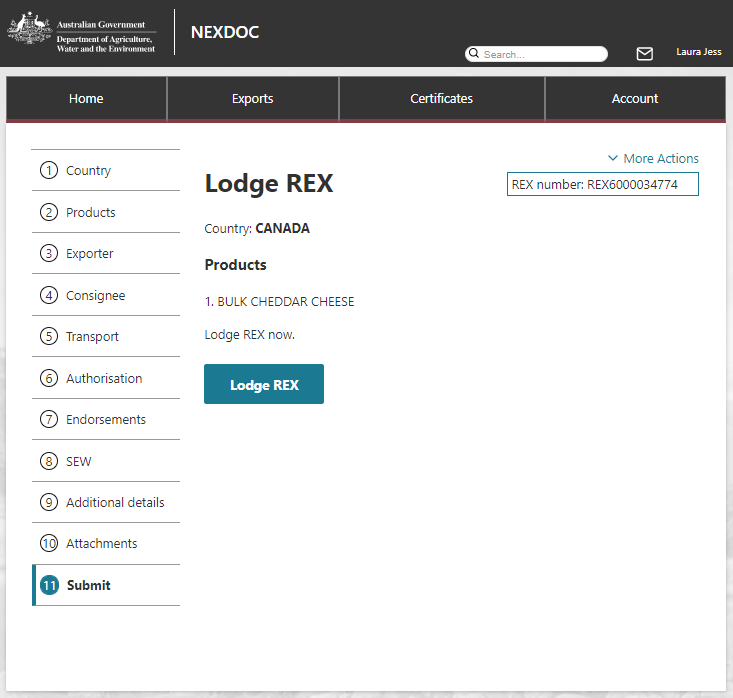 Australian Government
Department of Agriculture,
Water and the Environment
NEXDOC
Search...
Laura Jess
Home
Exports
Certificates
Account
1 Country
2 Products
3 Exporter
4 Consignee
5 Transport
6 Authorisation
7 Endorsements
8 SEW
9 Additional details
10 Attachments
11 Submit
More Actions
REX number: REX6000034774
Lodge REX
Country: CANADA
Products
1. BULK CHEDDAR CHEESE
Lodge REX now.
Lodge REX